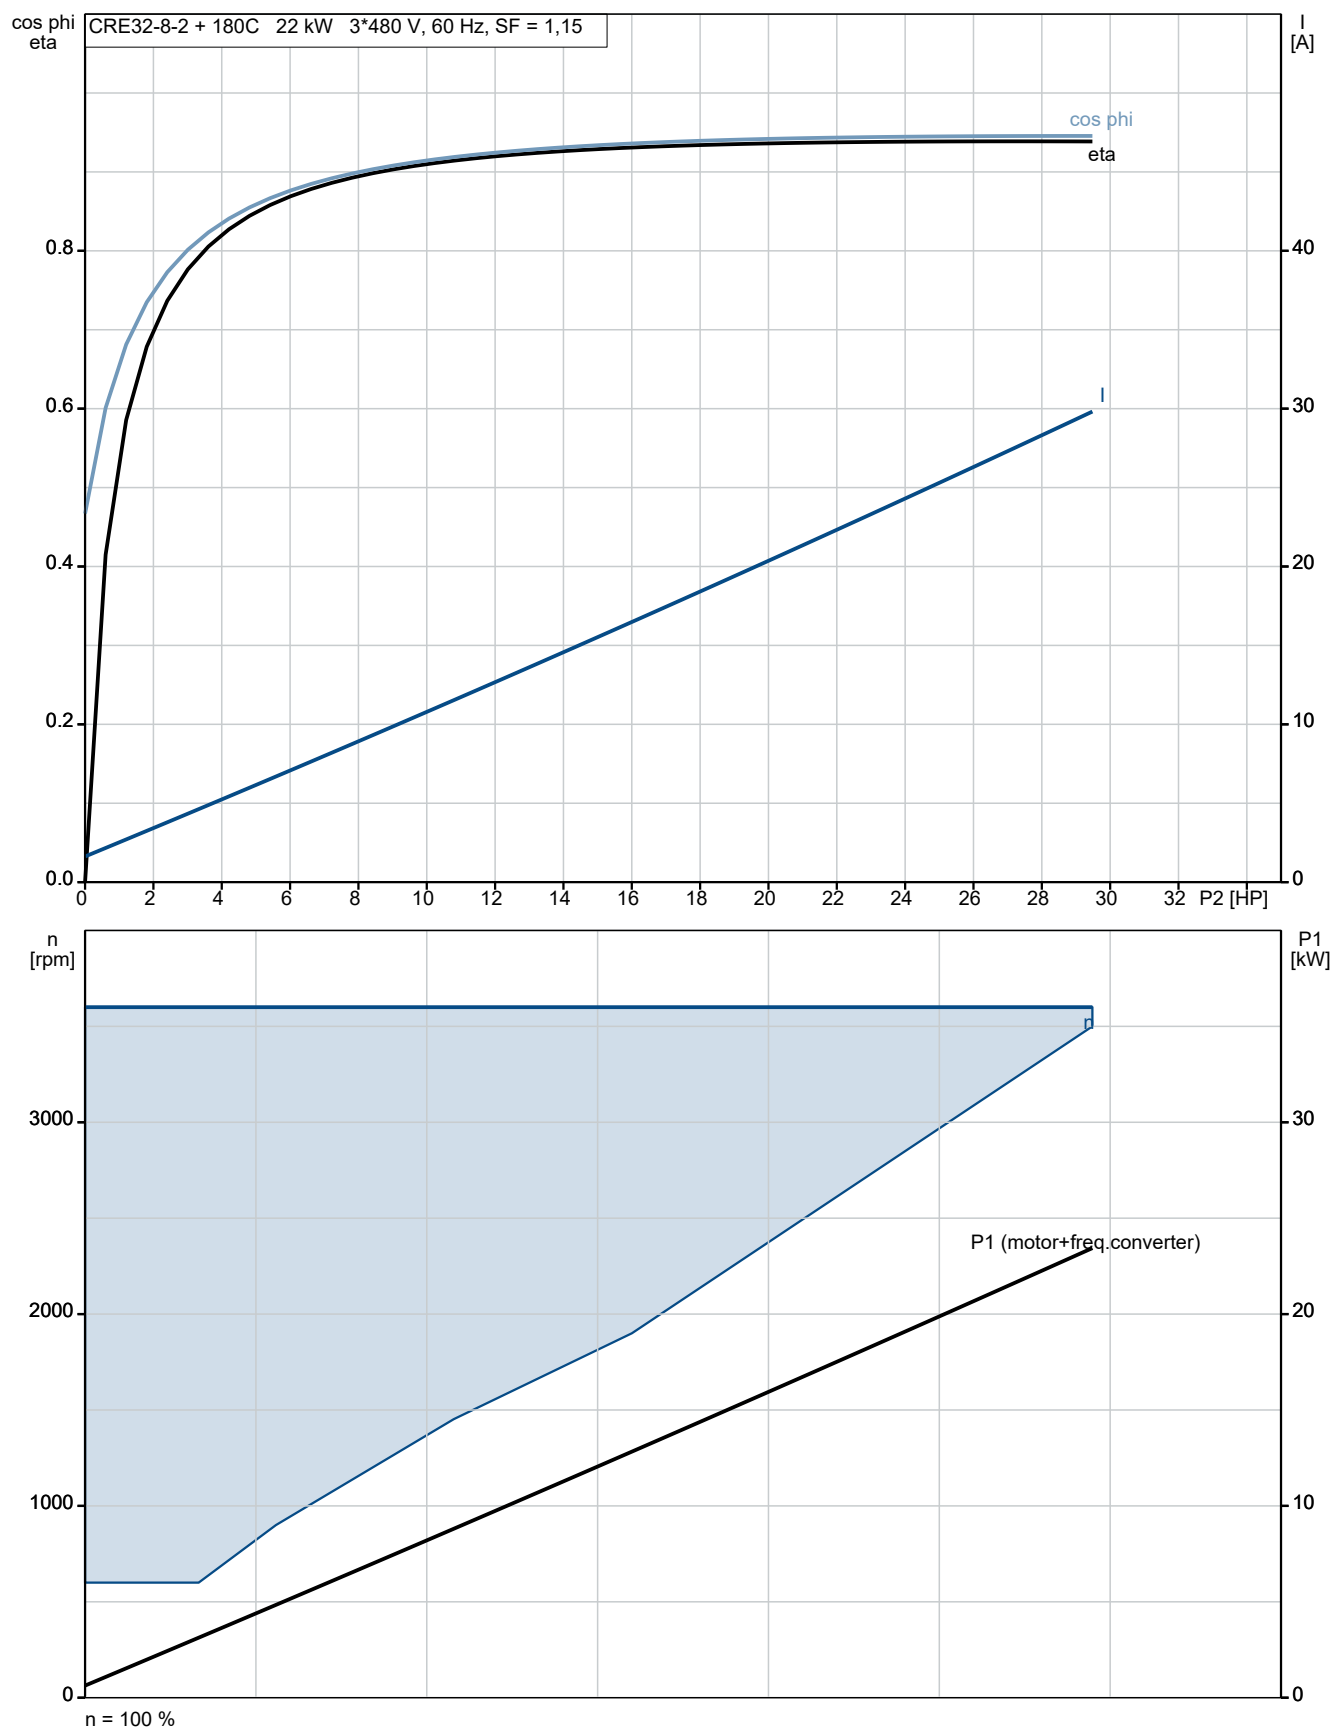 cos phi
eta
CRE32-8-2 + 180C   22 kW   3*480 V, 60 Hz, SF = 1,15
I
[A]
cos phi
eta
0.8
40
I
0.6
30
0.4
20
0.2
10
0.0
0
0 2 4 6 8 10 12 14 16 18 20 22 24 26 28 30 32 P2 [HP]
n
[rpm]
P1
[kW]
n
3000
30
P1 (motor+freq.converter)
2000
20
1000
10
0
0
n = 100 %